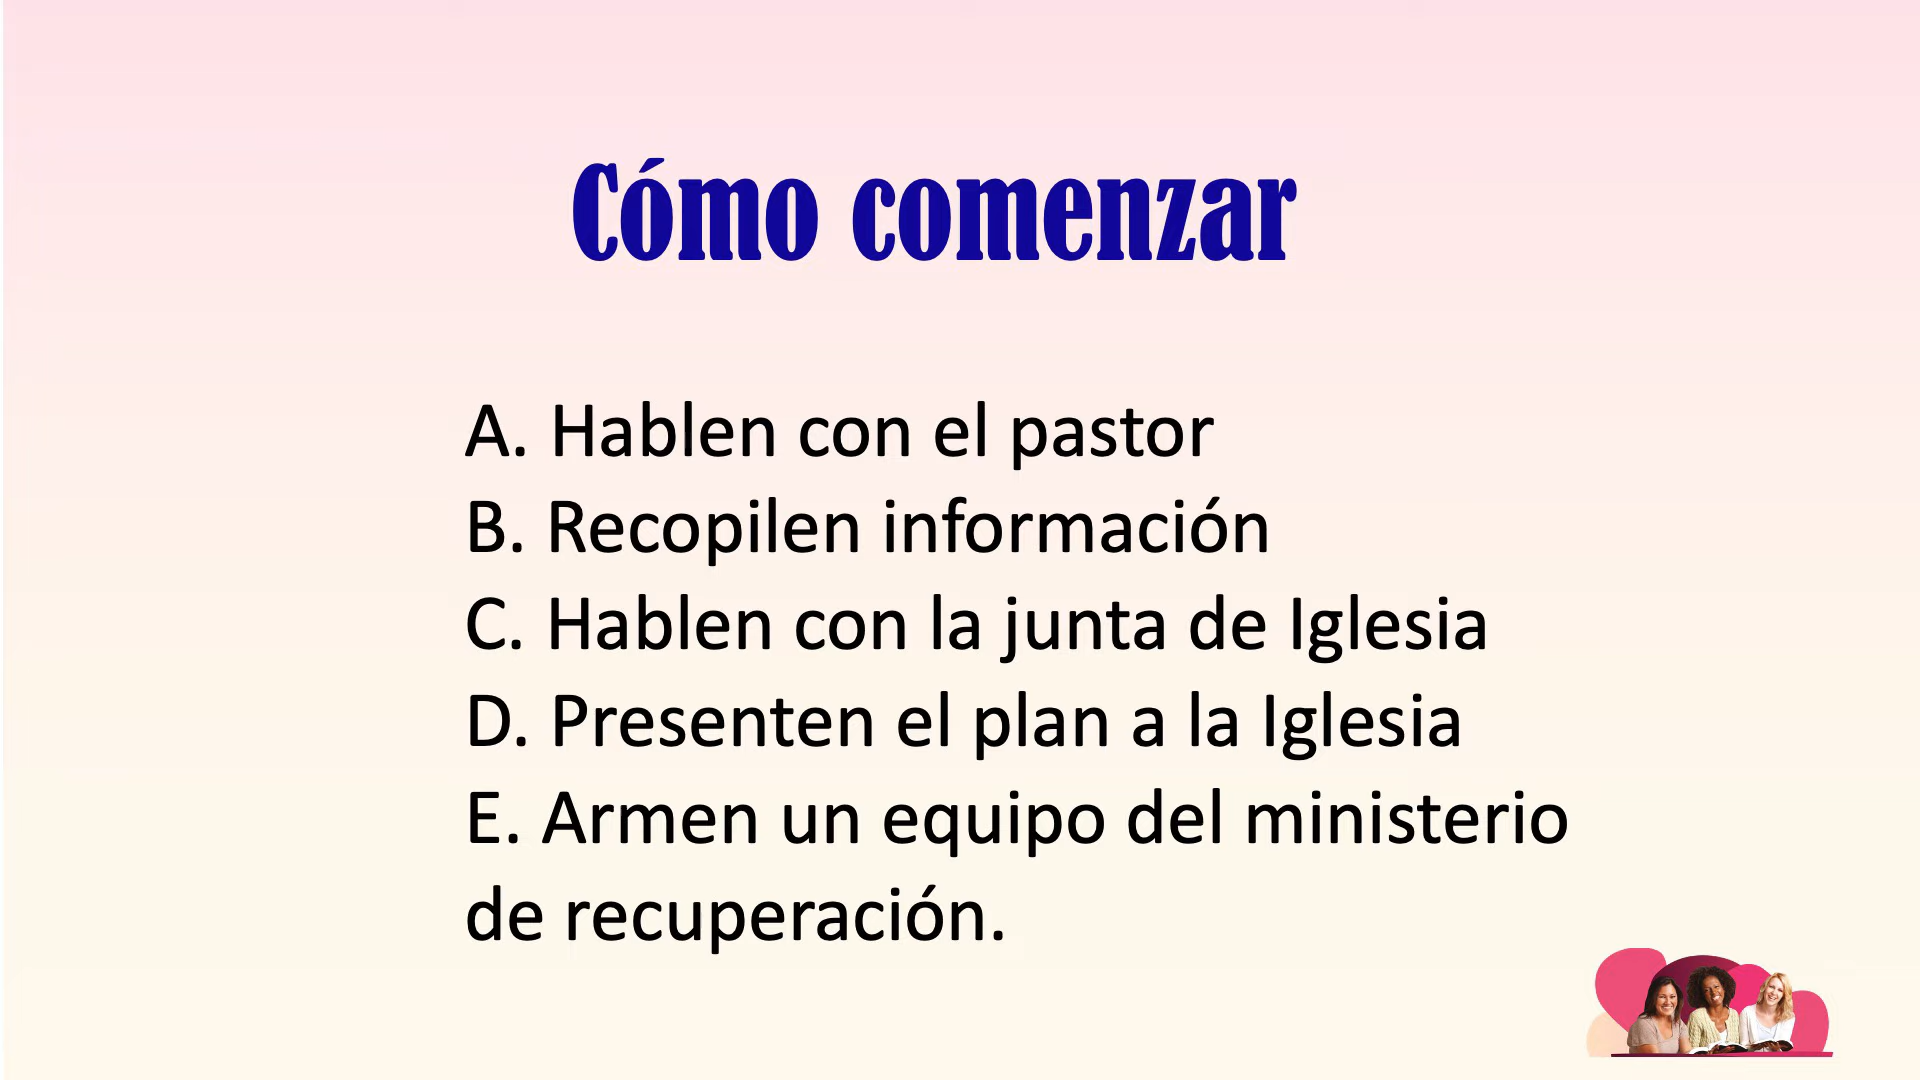 Cómo comenzar
A. Hablen con el pastor
B. Recopilen información
C. Hablen con la junta de Iglesia
D. Presenten el plan a la Iglesia
E. Armen un equipo del ministerio
de recuperación.